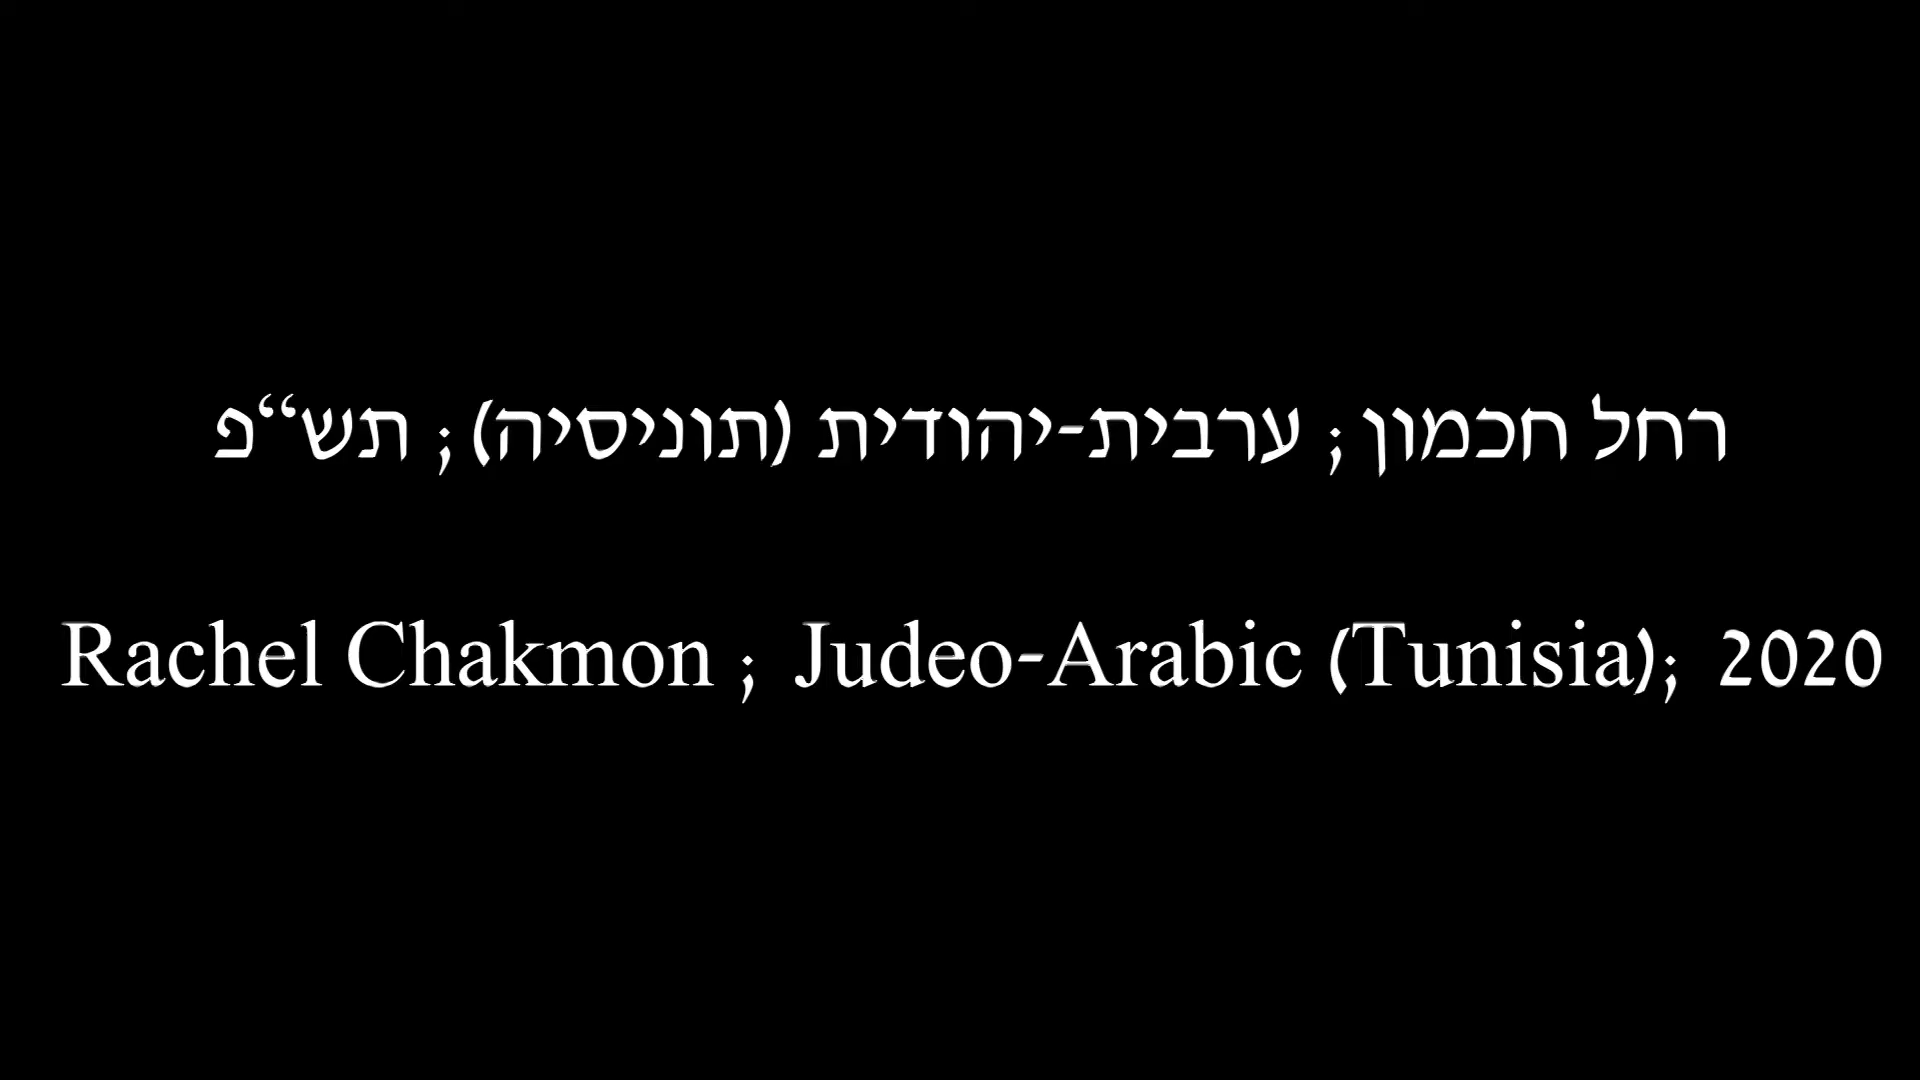 רחל חכמון ; ערבית-יהודית (תוניסיה) ; תש“פ
Rachel Chakmon ; Judeo-Arabic (Tunisia); 2020